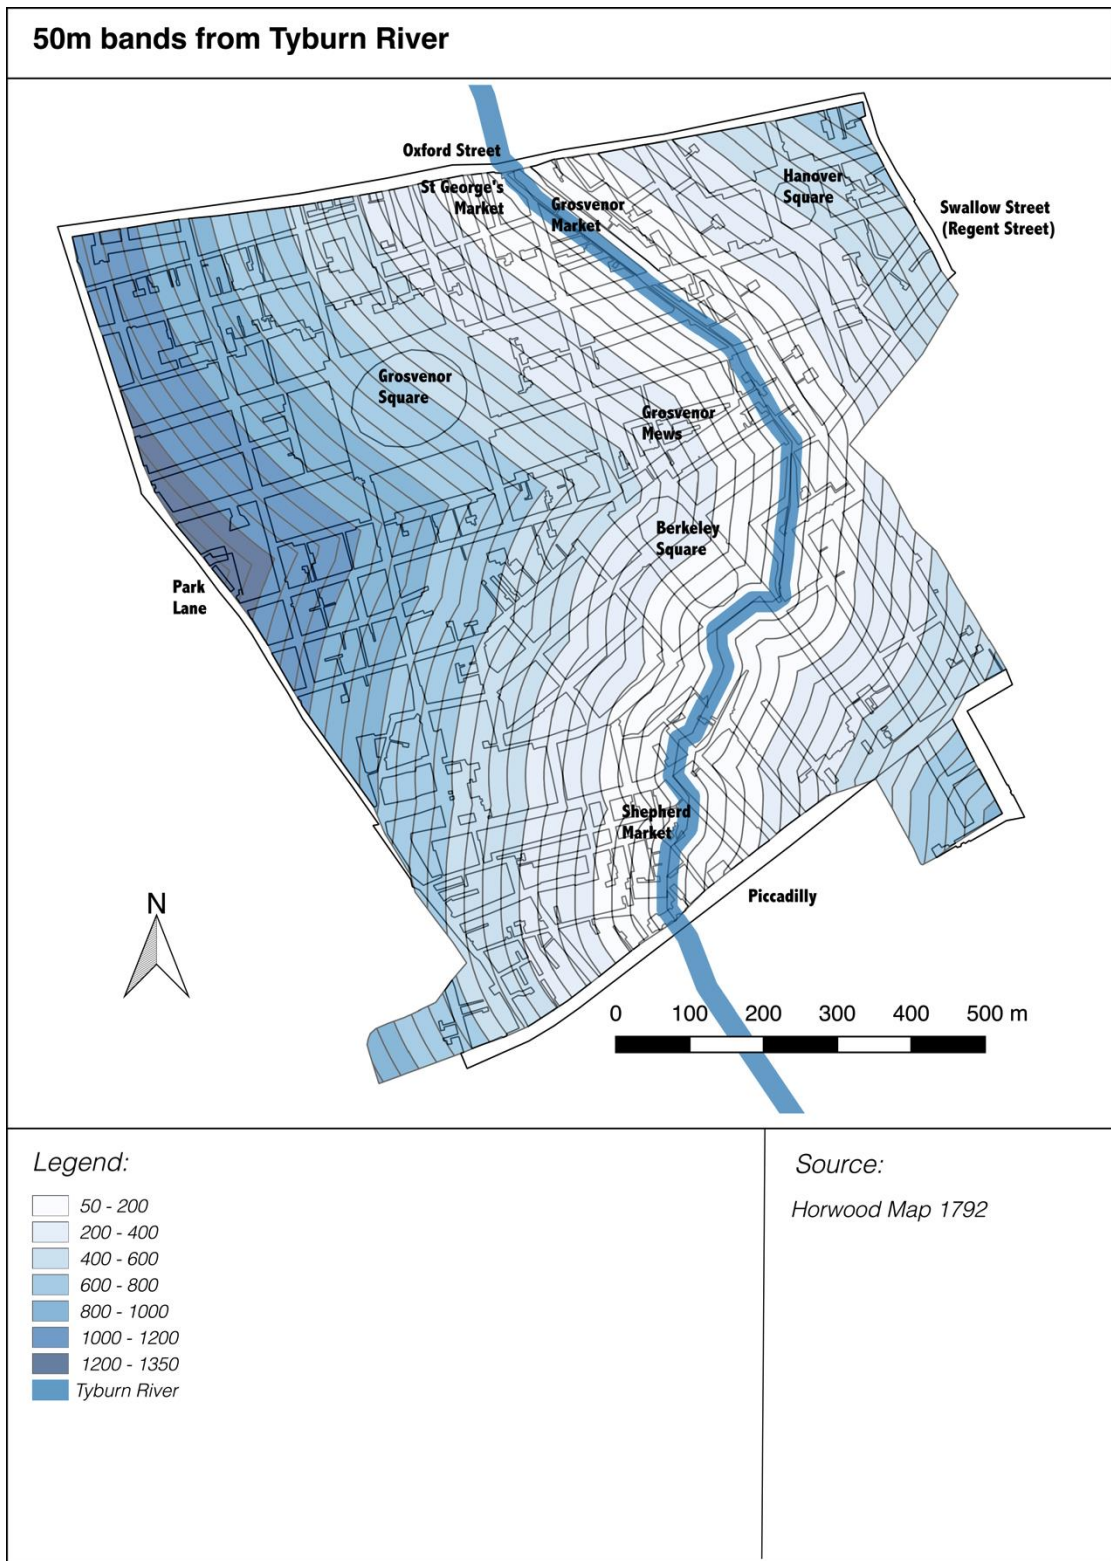 50m bands from Tyburn River
Oxford Street
St George's
Market
Grosvenor
Market
Hanover
Square
Swallow Street
(Regent Street)
Grosvenor
Square
Grosvenor
Mews
Berkeley
Square
Park
Lane
Shepherd
Market
Piccadilly
N
0 100 200 300 400 500 m
Legend:
50 - 200
200 - 400
400 - 600
600 - 800
800 - 1000
1000 - 1200
1200 - 1350
Tyburn River
Source:
Horwood Map 1792